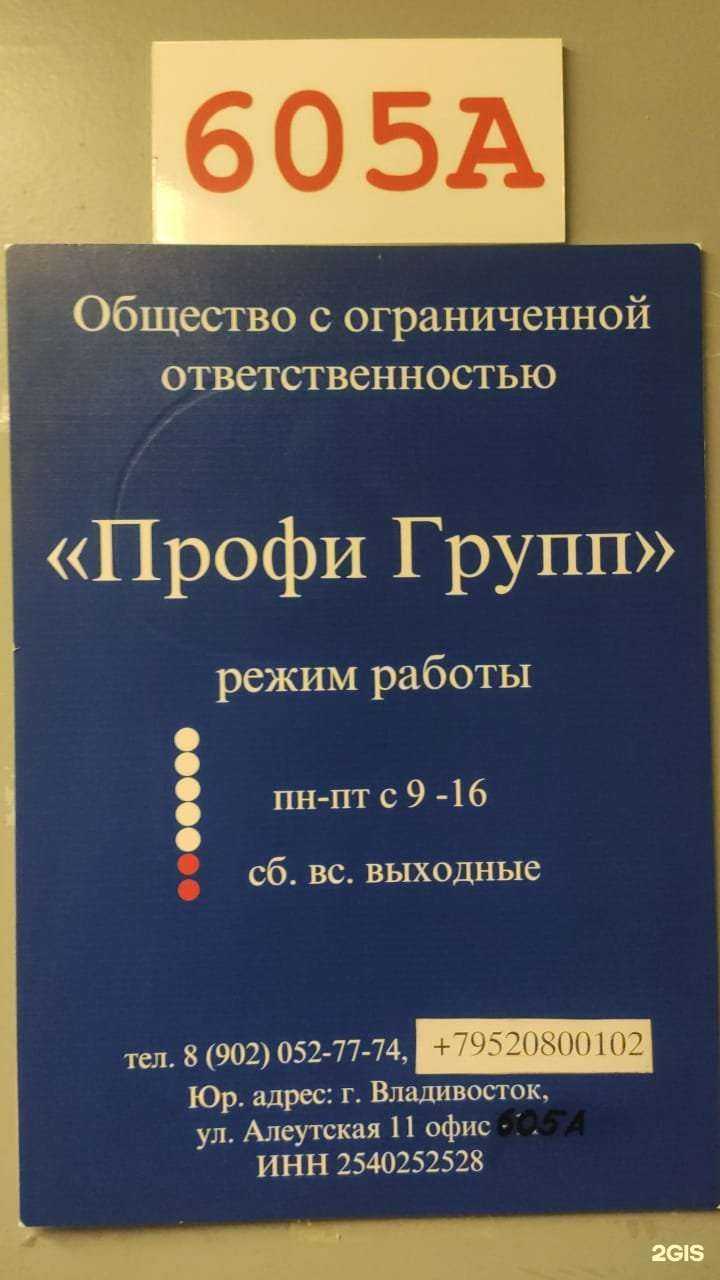 605А
Общество с ограниченной
ответственностью
«Профи Групп»
режим работы
пн-пт с 9 -16
сб. вс. выходные
тел. 8 (902) 052-77-74, +79520800102
Юр. адрес: г. Владивосток,
ул. Алеутская 11 офис 605А
ИНН 2540252528
2GIS